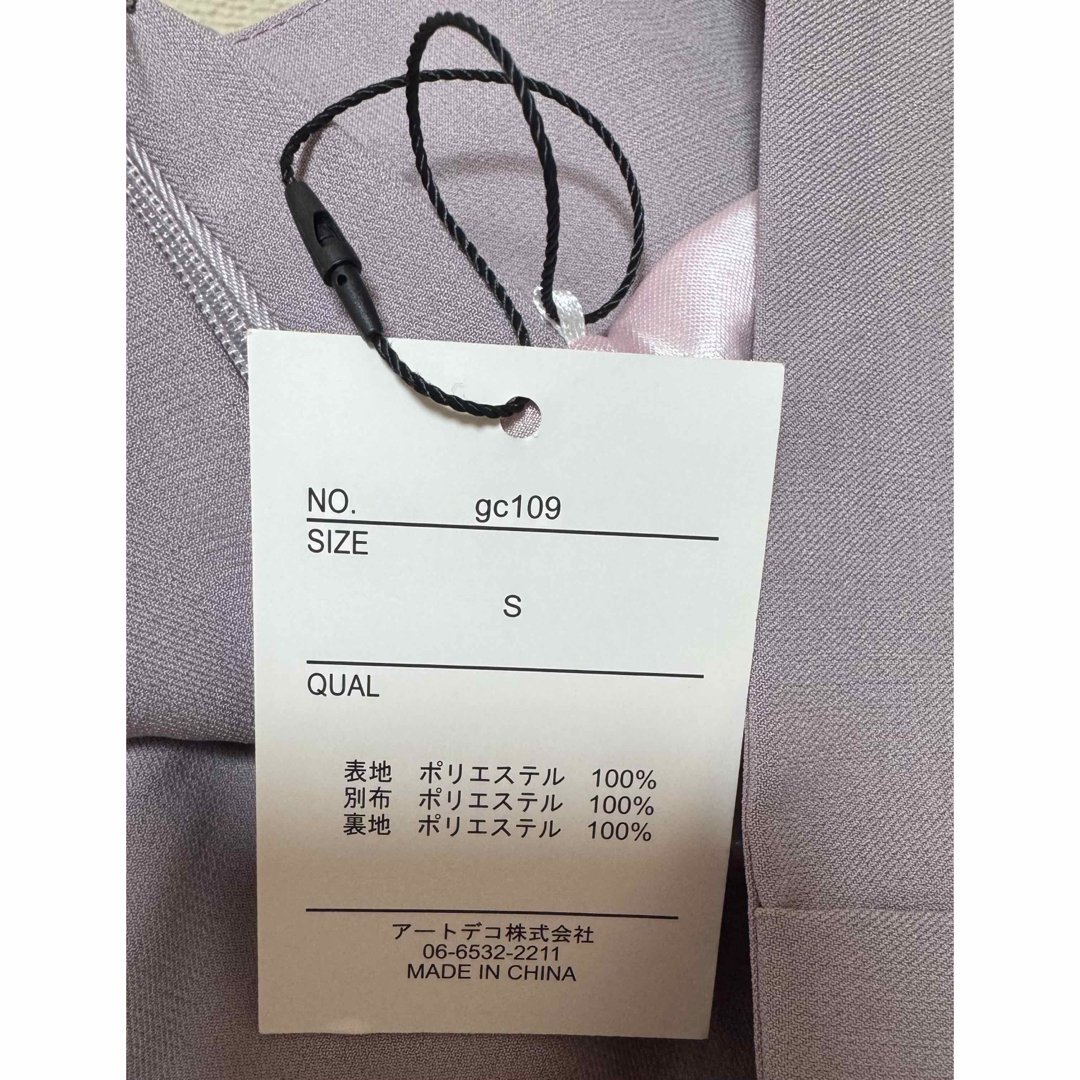 NO. gc109
SIZE
S
QUAL
表地 ポリエステル 100%
別布 ポリエステル 100%
裏地 ポリエステル 100%
アートデコ株式会社
06-6532-2211
MADE IN CHINA